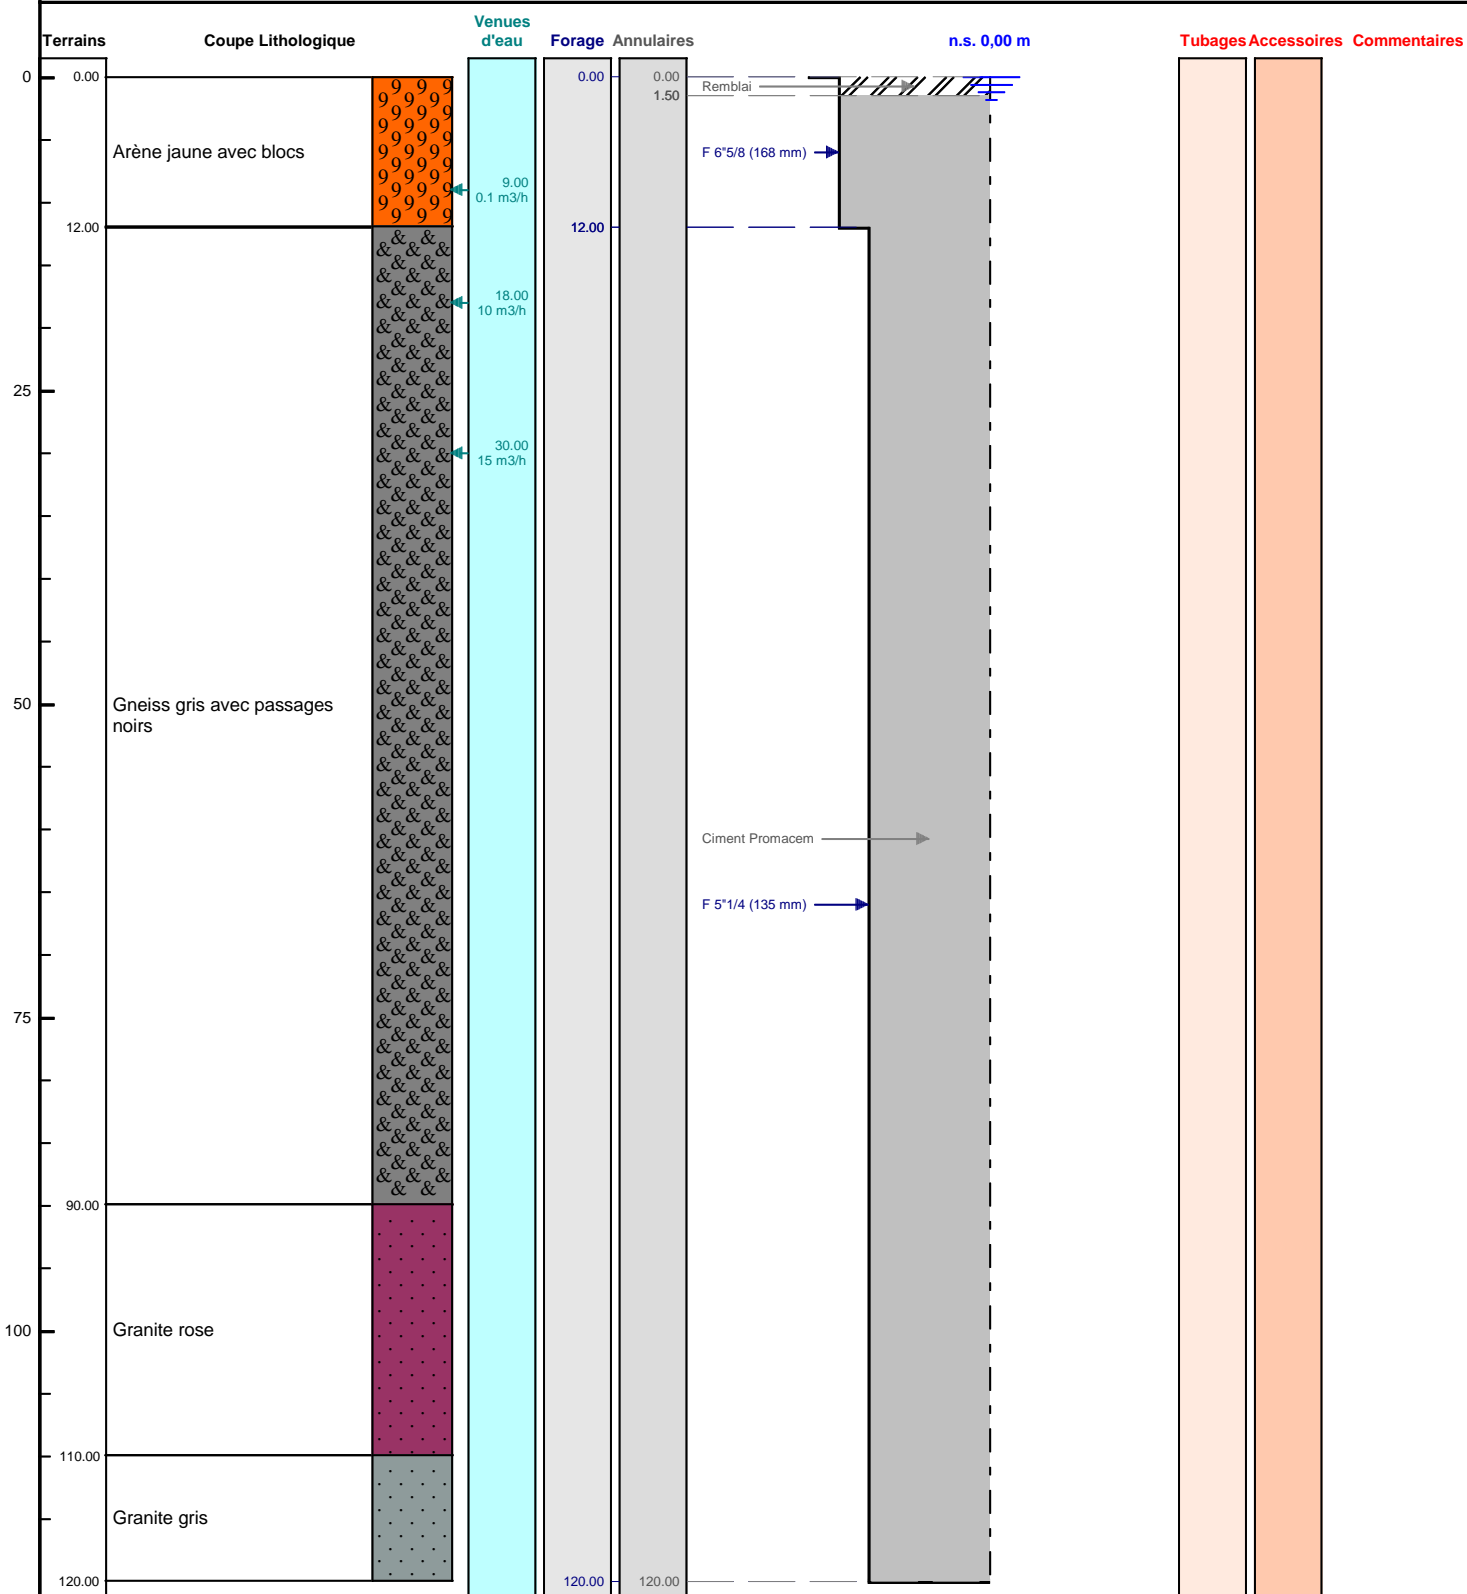 Terrains
Coupe Lithologique
Venues
d'eau
Forage
Annulaires
n.s. 0,00 m
Tubages
Accessoires
Commentaires
0
0.00
0.00
0.00
Remblai
1.50
Arène jaune avec blocs
F 6"5/8 (168 mm)
9.00
0.1 m3/h
12.00
12.00
18.00
10 m3/h
25
30.00
15 m3/h
50
Gneiss gris avec passages
noirs
Ciment Promacem
F 5"1/4 (135 mm)
75
90.00
100
Granite rose
110.00
Granite gris
120.00
120.00
120.00